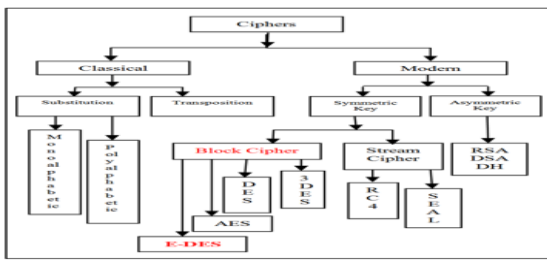 Ciphers
Classical
Modern
Substitution
Transposition
Symmetric
Key
Asymmetric
Key
Monoalphabetic
Polyalphabetic
Block Cipher
Stream
Cipher
RSA
DSA
DH
DES
3DES
RC4
SEAL
AES
E-DES